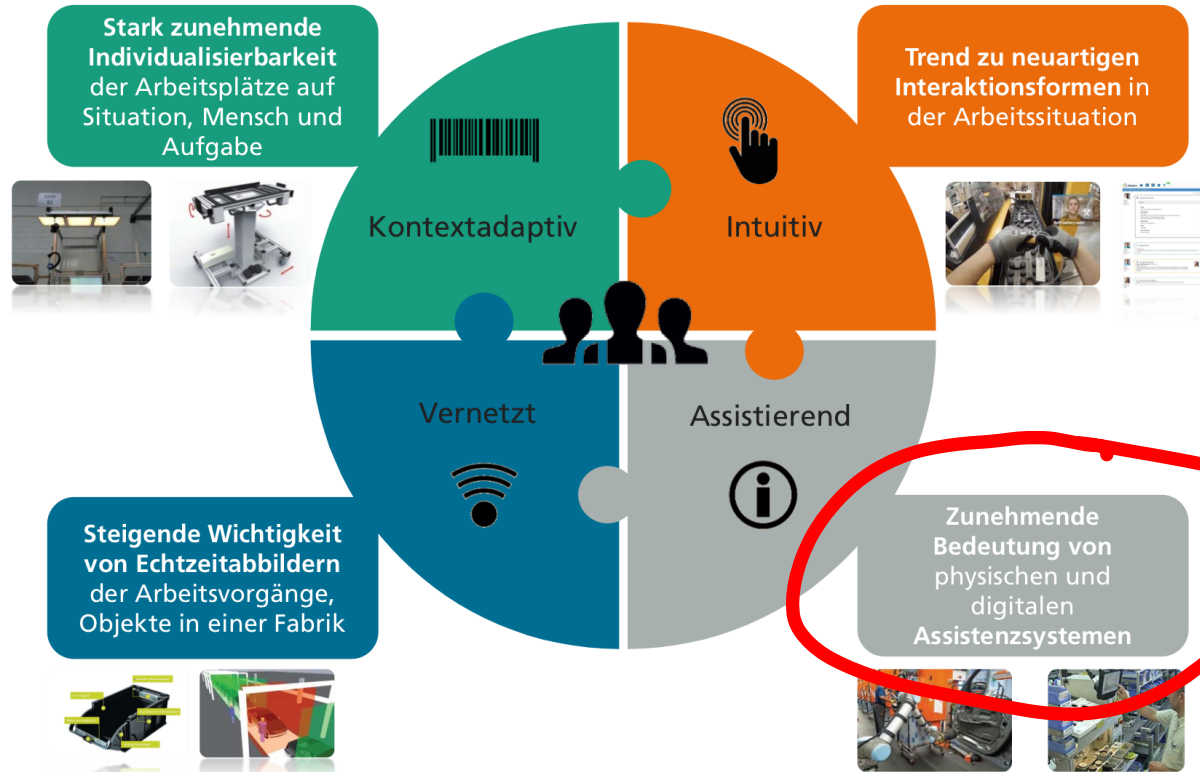 Stark zunehmende
Individualisierbarkeit
der Arbeitsplätze auf
Situation, Mensch und
Aufgabe
Trend zu neuartigen
Interaktionsformen in
der Arbeitssituation
Kontextadaptiv
Intuitiv
Vernetzt
Assistierend
Steigende Wichtigkeit
von Echtzeitabbildern
der Arbeitsvorgänge,
Objekte in einer Fabrik
Zunehmende
Bedeutung von
physischen und
digitalen
Assistenzsystemen